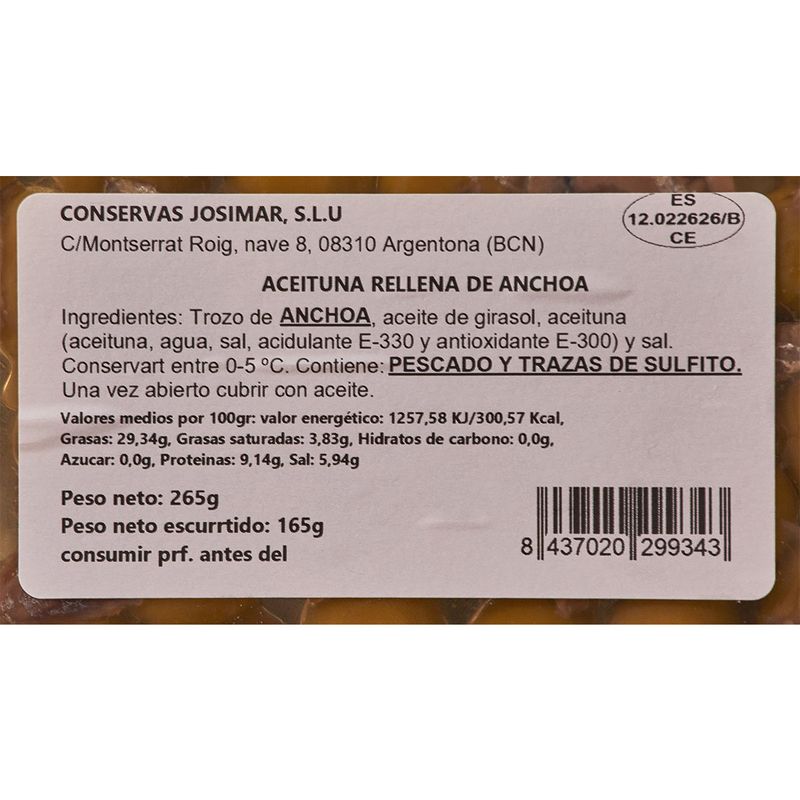 CONSERVAS JOSIMAR, S.L.U
C/Montserrat Roig, nave 8, 08310 Argentona (BCN)
ES
12.022626/B
CE
ACEITUNA RELLENA DE ANCHOA
Ingredientes: Trozo de ANCHOA, aceite de girasol, aceituna
(aceituna, agua, sal, acidulante E-330 y antioxidante E-300) y sal.
Conservart entre 0-5 ºC. Contiene: PESCADO Y TRAZAS DE SULFITO.
Una vez abierto cubrir con aceite.
Valores medios por 100gr: valor energético: 1257,58 KJ/300,57 Kcal,
Grasas: 29,34g, Grasas saturadas: 3,83g, Hidratos de carbono: 0,0g,
Azucar: 0,0g, Proteinas: 9,14g, Sal: 5,94g
Peso neto: 265g
Peso neto escurrtido: 165g
consumir prf. antes del
8 437020 299343